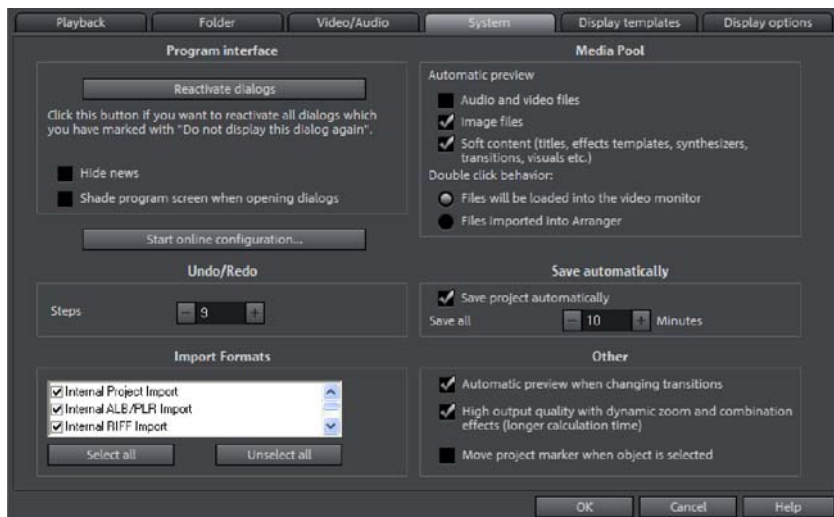 Playback Folder Video/Audio System Display templates Display options
Program interface
Reactivate dialogs
Click this button if you want to reactivate all dialogs which
you have marked with "Do not display this dialog again".
Hide news
Shade program screen when opening dialogs
Start online configuration...
Media Pool
Automatic preview
Audio and video files
Image files
Soft content (titles, effects templates, synthesizers,
transitions, visuals etc.)
Double click behavior:
Files will be loaded into the video monitor
Files imported into Arranger
Undo/Redo
Steps 9
Save automatically
Save project automatically
Save all 10 Minutes
Import Formats
Internal Project Import
Internal ALB/PLR Import
Internal RIFF Import
Select all Unselect all
Other
Automatic preview when changing transitions
High output quality with dynamic zoom and combination
effects (longer calculation time)
Move project marker when object is selected
OK Cancel Help